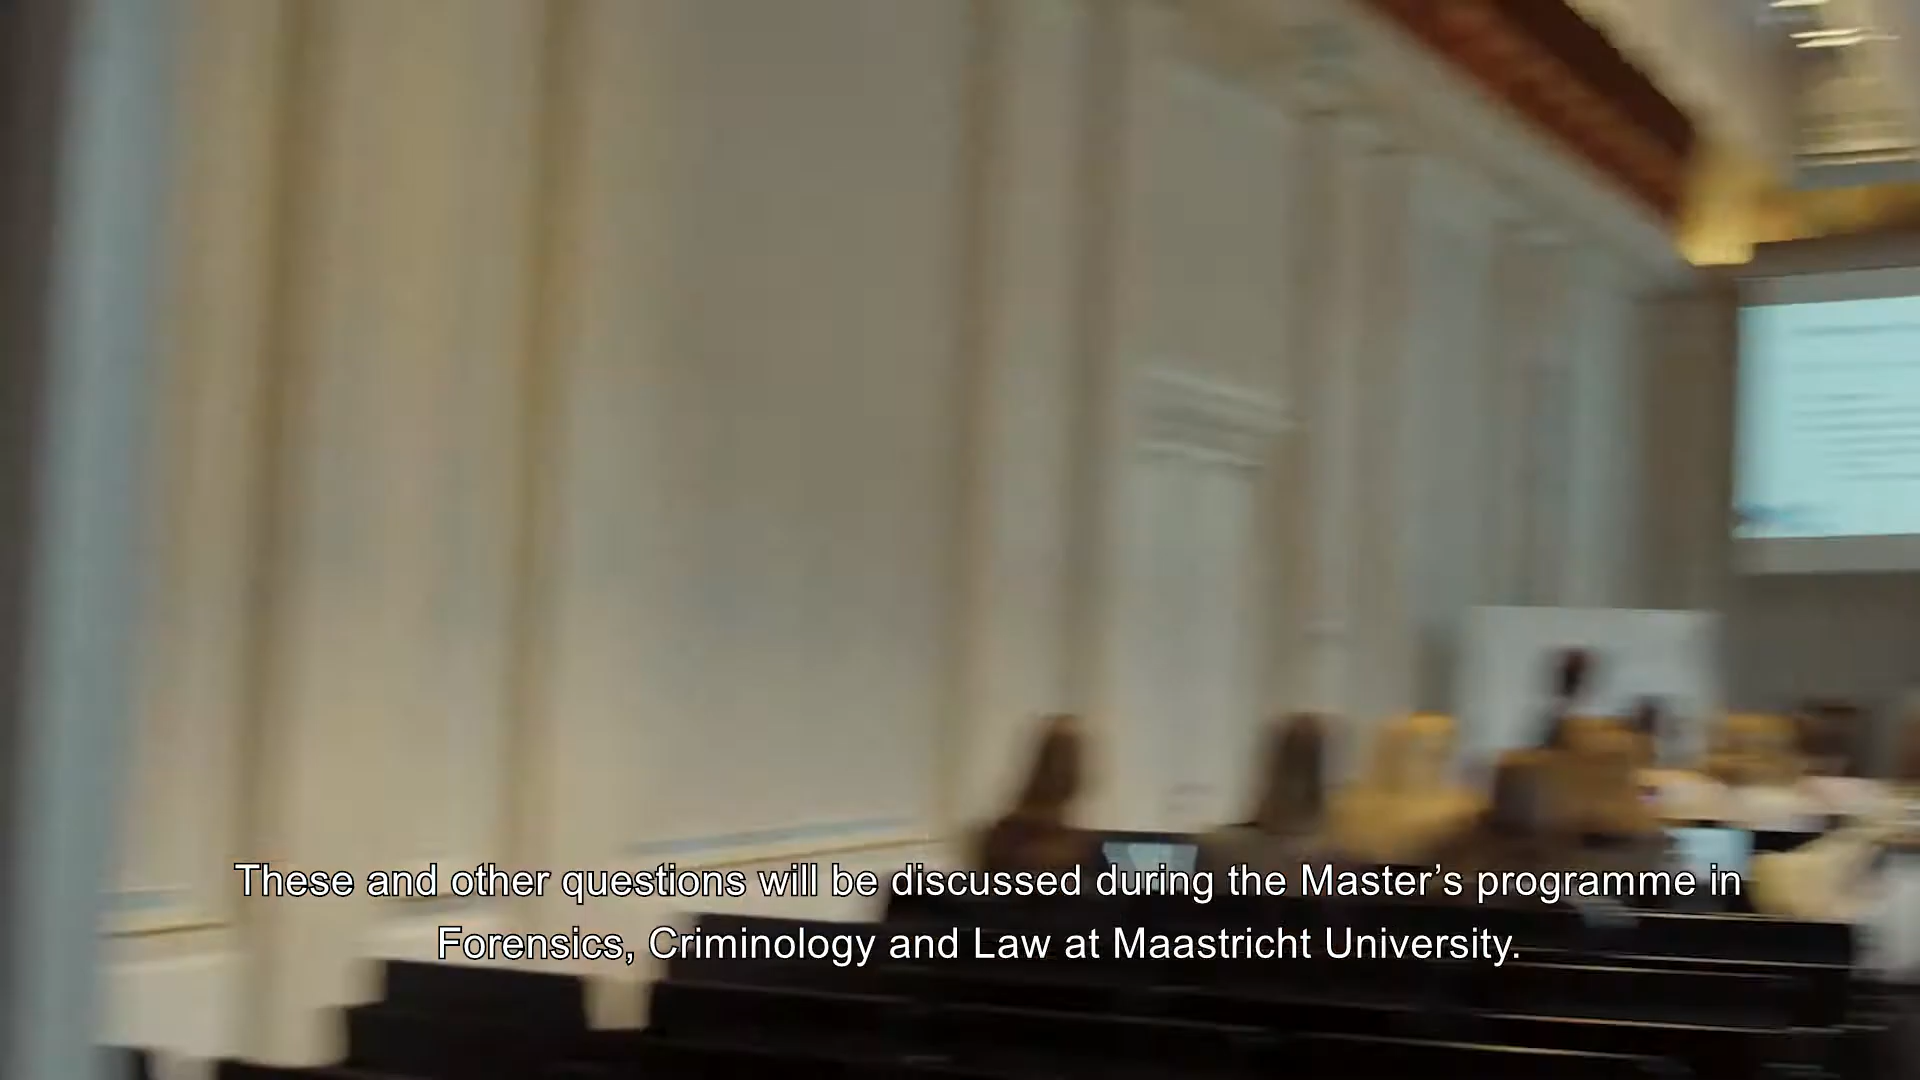 These and other questions will be discussed during the Master’s programme in
Forensics, Criminology and Law at Maastricht University.